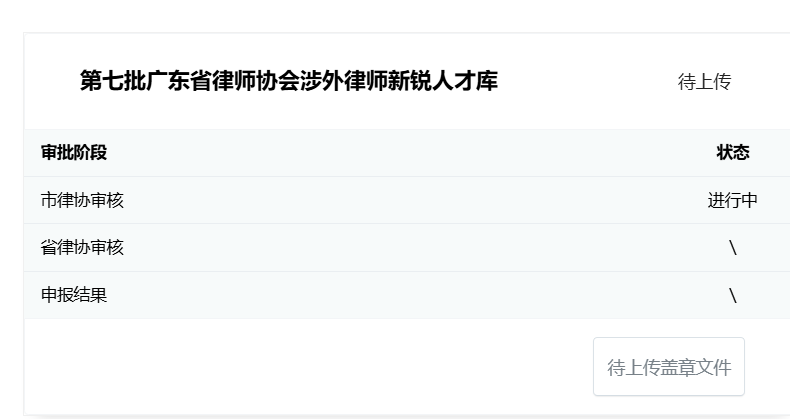 第七批广东省律师协会涉外律师新锐人才库 待上传
审批阶段 状态
市律协审核 进行中
省律协审核 \
申报结果 \
待上传盖章文件